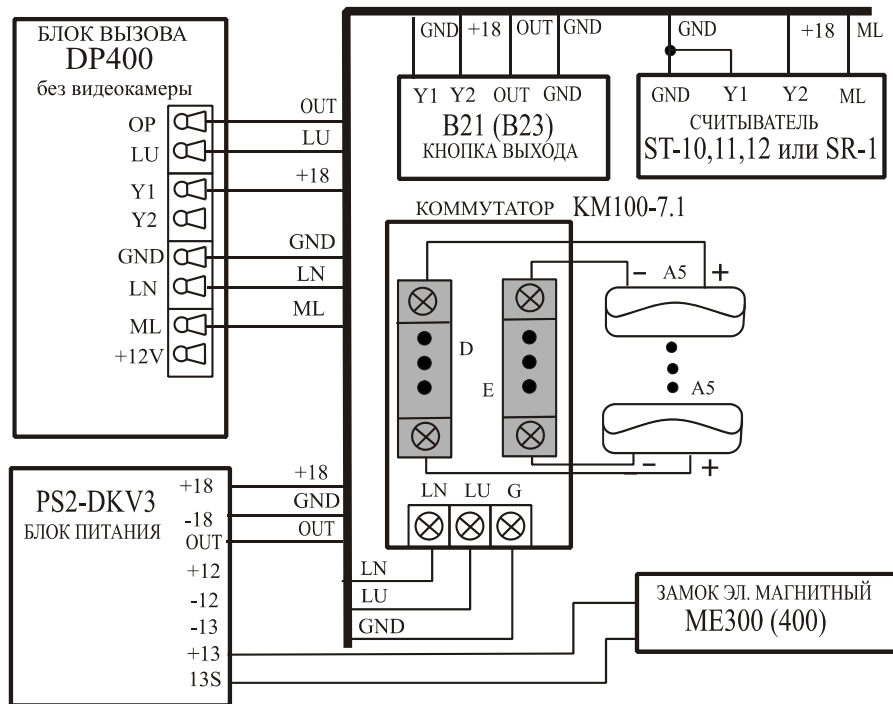 БЛОК ВЫЗОВА
DP400
без видеокамеры
OP
LU
Y1
Y2
GND
LN
ML
+12V
OUT
LU
+18
GND
LN
ML
GND +18 OUT GND
Y1 Y2 OUT GND
B21 (B23)
КНОПКА ВЫХОДА
GND +18 ML
GND Y1 Y2 ML
СЧИТЫВАТЕЛЬ
ST-10,11,12 или SR-1
КОММУТАТОР KM100-7.1
D
E
− A5 +
A5
− +
LN LU G
LN
LU
GND
PS2-DKV3
БЛОК ПИТАНИЯ
+18
-18
OUT
+12
-12
-13
+13
13S
+18
GND
OUT
ЗАМОК ЭЛ. МАГНИТНЫЙ
ME300 (400)